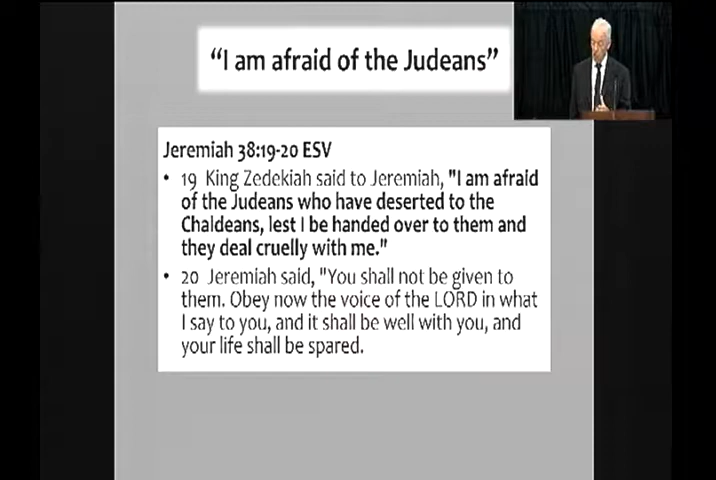 “I am afraid of the Judeans”
Jeremiah 38:19-20 ESV
• 19 King Zedekiah said to Jeremiah, "I am afraid
of the Judeans who have deserted to the
Chaldeans, lest I be handed over to them and
they deal cruelly with me."
• 20 Jeremiah said, "You shall not be given to
them. Obey now the voice of the LORD in what
I say to you, and it shall be well with you, and
your life shall be spared.